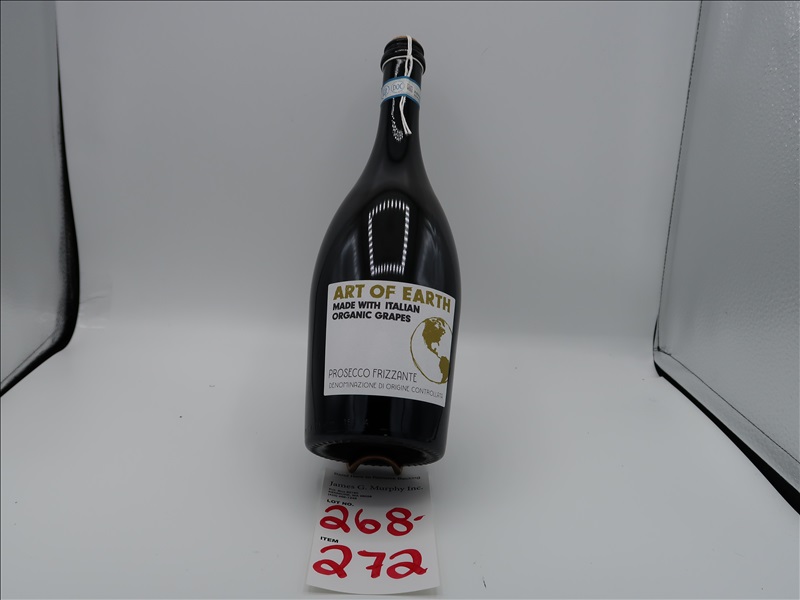 DOC
ART OF EARTH
MADE WITH ITALIAN
ORGANIC GRAPES
PROSECCO FRIZZANTE
DENOMINAZIONE DI ORIGINE CONTROLLATA
James G. Murphy Inc.
LOT NO.
268-
ITEM
272